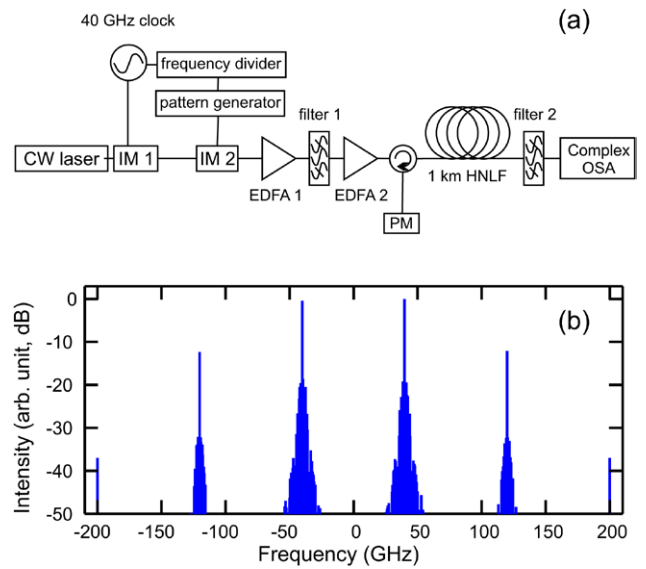 40 GHz clock
(a)
frequency divider
pattern generator
filter 1
filter 2
CW laser
IM 1
IM 2
Complex
OSA
EDFA 1
EDFA 2
1 km HNLF
PM
(b)
Intensity (arb. unit, dB)
0
-10
-20
-30
-40
-50
-200
-150
-100
-50
0
50
100
150
200
Frequency (GHz)